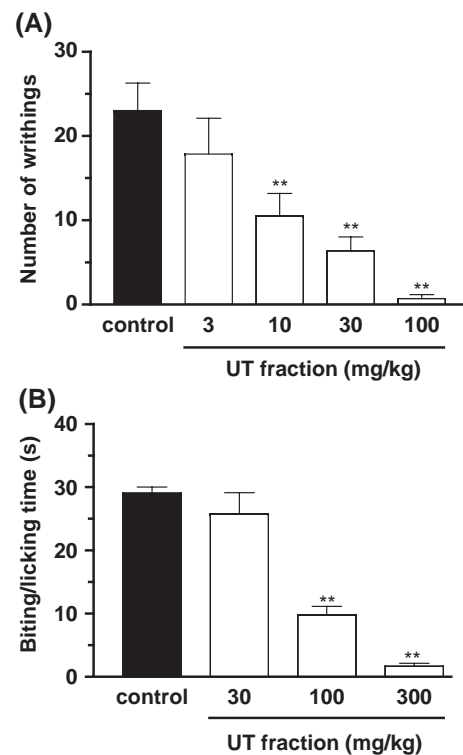 (A)
Number of writhings
30
20
10
0
**
**
**
control 3 10 30 100
UT fraction (mg/kg)
(B)
Biting/licking time (s)
40
30
20
10
0
**
**
control 30 100 300
UT fraction (mg/kg)